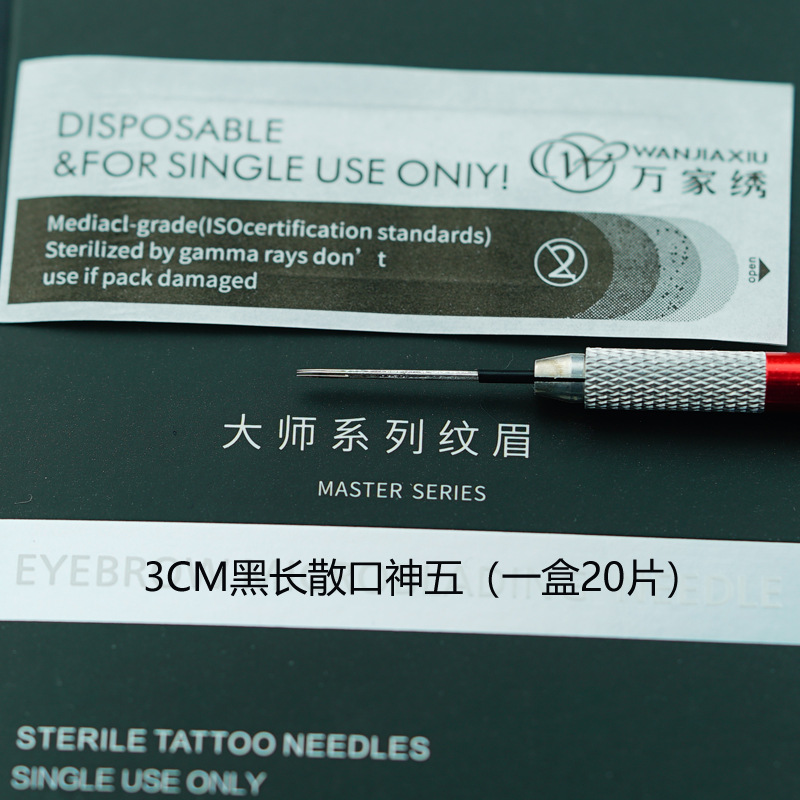 DISPOSABLE
&FOR SINGLE USE ONIY!
WANJIAXIU
万家绣
Mediacl-grade(ISOcertification standards)
Sterilized by gamma rays don’t
use if pack damaged
2
open
大师系列纹眉
MASTER SERIES
3CM黑长散口神五（一盒20片）
STERILE TATTOO NEEDLES
SINGLE USE ONLY